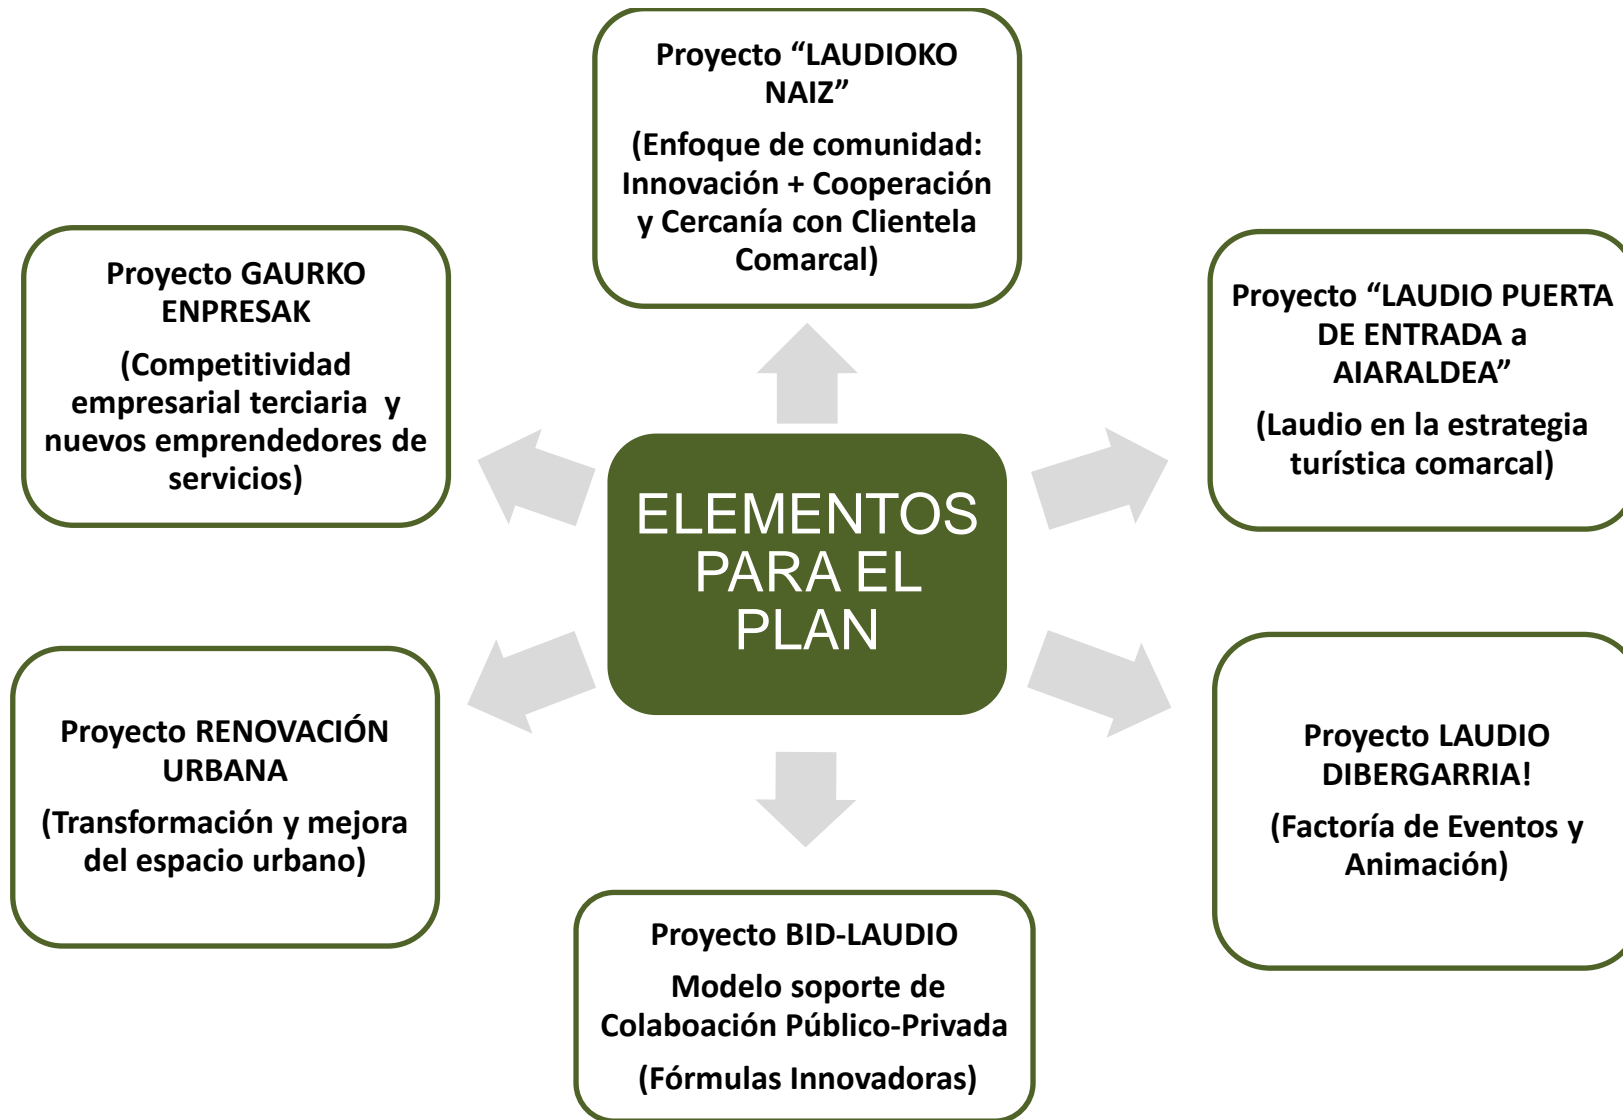 Proyecto “LAUDIOKO
NAIZ”
(Enfoque de comunidad:
Innovación + Cooperación
y Cercanía con Clientela
Comarcal)
Proyecto GAURKO
ENPRESAK
(Competitividad
empresarial terciaria y
nuevos emprendedores de
servicios)
Proyecto “LAUDIO PUERTA
DE ENTRADA a
AIARALDEA”
(Laudio en la estrategia
turística comarcal)
ELEMENTOS
PARA EL
PLAN
Proyecto RENOVACIÓN
URBANA
(Transformación y mejora
del espacio urbano)
Proyecto LAUDIO
DIBERGARRIA!
(Factoría de Eventos y
Animación)
Proyecto BID-LAUDIO
Modelo soporte de
Colaboación Público-Privada
(Fórmulas Innovadoras)